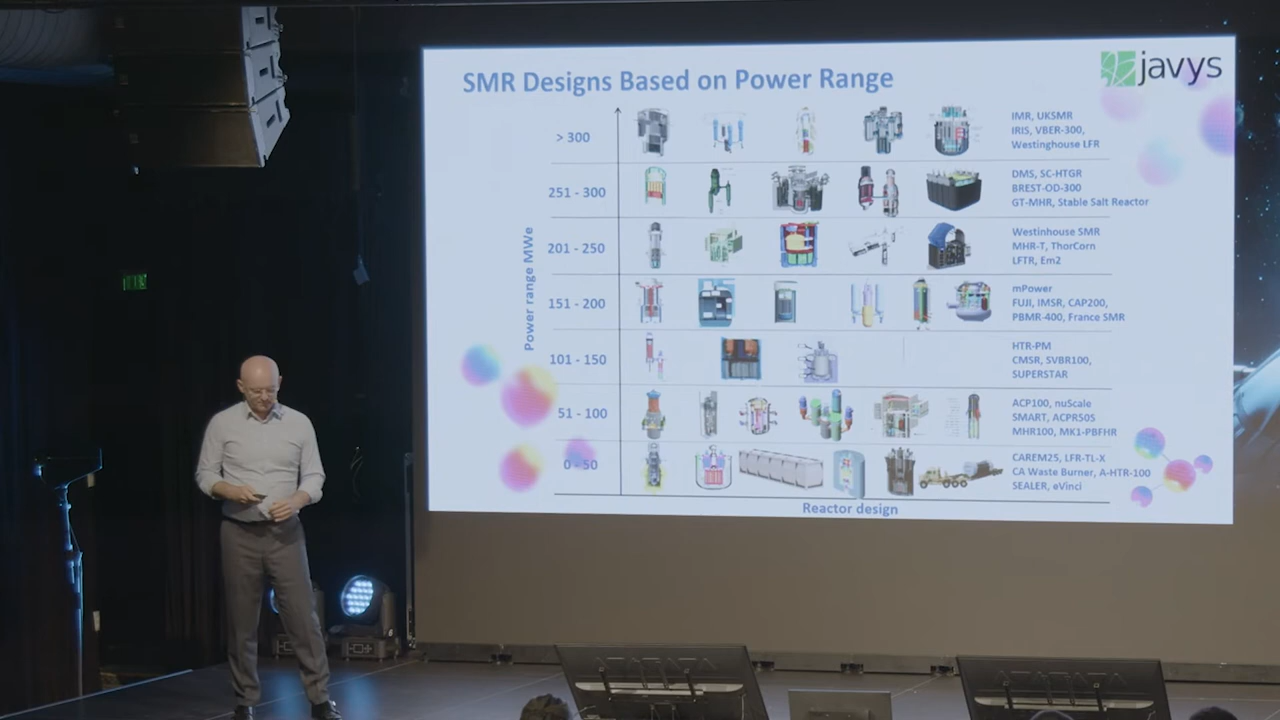 SMR Designs Based on Power Range
javys
Power range MWe
> 300
IMR, UKSMR
IRIS, VBER-300,
Westinghouse LFR
251 - 300
DMS, SC-HTGR
BREST-OD-300
GT-MHR, Stable Salt Reactor
201 - 250
Westinhouse SMR
MHR-T, ThorCorn
LFTR, Em2
151 - 200
mPower
FUJI, IMSR, CAP200,
PBMR-400, France SMR
101 - 150
HTR-PM
CMSR, SVBR100,
SUPERSTAR
51 - 100
ACP100, nuScale
SMART, ACPR50S
MHR100, MK1-PBFHR
0 - 50
CAREM25, LFR-TL-X
CA Waste Burner, A-HTR-100
SEALER, eVinci
Reactor design